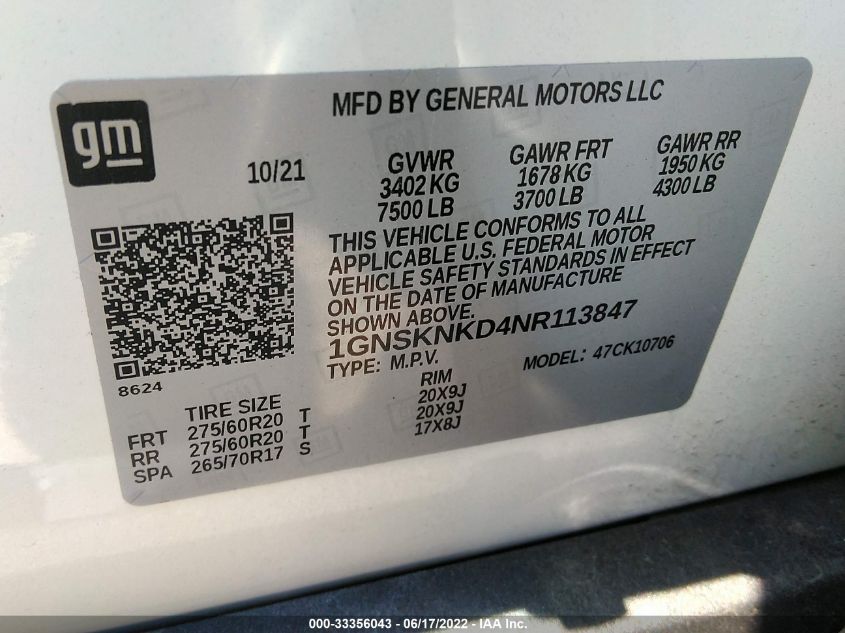 gm
MFD BY GENERAL MOTORS LLC
10/21
GVWR
3402 KG
7500 LB
GAWR FRT
1678 KG
3700 LB
GAWR RR
1950 KG
4300 LB
THIS VEHICLE CONFORMS TO ALL
APPLICABLE U.S. FEDERAL MOTOR
VEHICLE SAFETY STANDARDS IN EFFECT
ON THE DATE OF MANUFACTURE
SHOWN ABOVE.
1GNSKNKD4NR113847
TYPE: M.P.V. MODEL: 47CK10706
8624
TIRE SIZE RIM
FRT 275/60R20 T 20X9J
RR 275/60R20 T 20X9J
SPA 265/70R17 S 17X8J
000-33356043 - 06/17/2022 - IAA Inc.